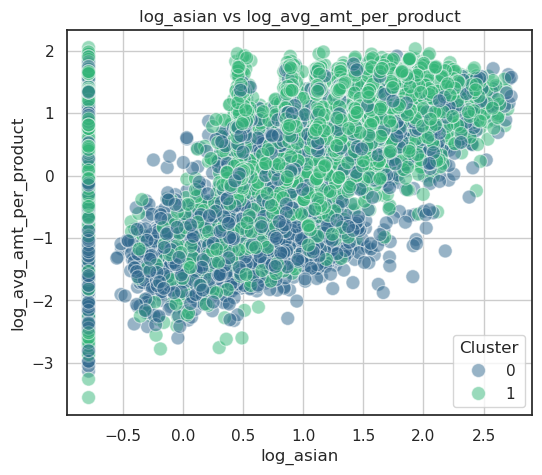 log_asian vs log_avg_amt_per_product
log_avg_amt_per_product
2
1
0
−1
−2
−3
Cluster
0
1
−0.5 0.0 0.5 1.0 1.5 2.0 2.5
log_asian